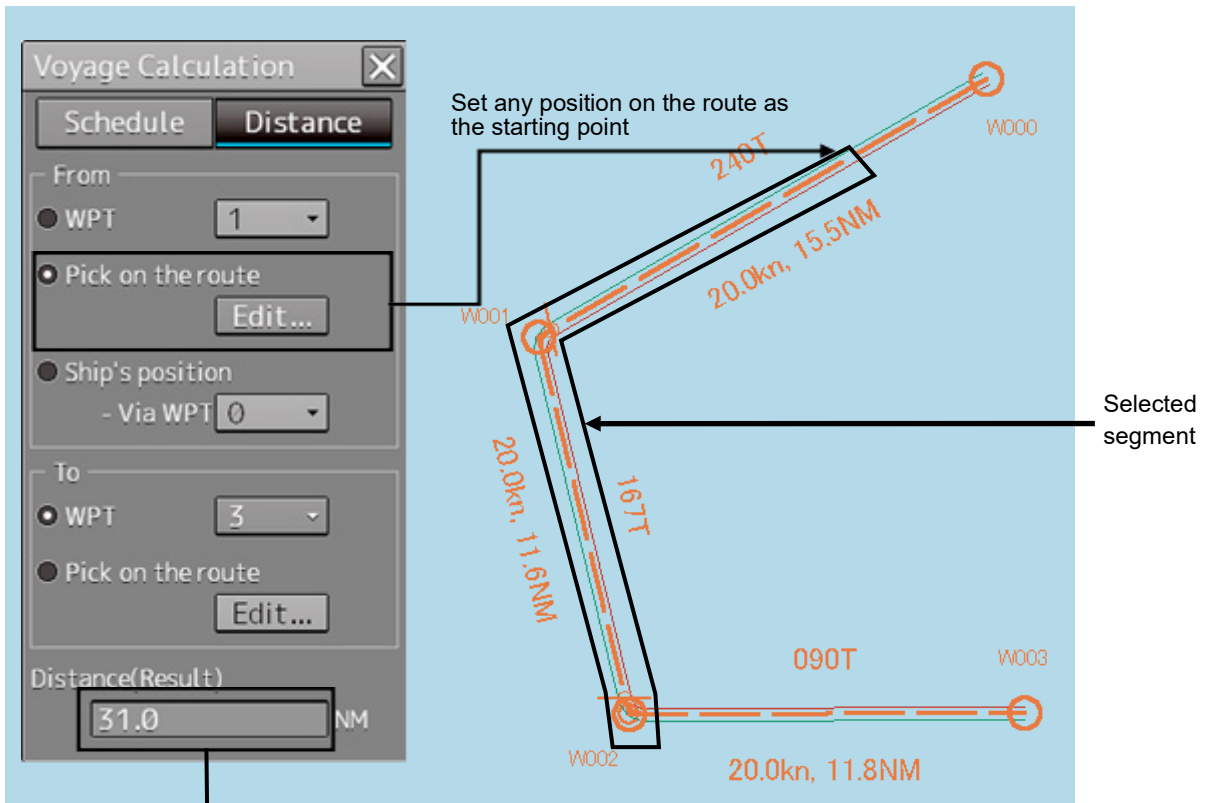 Voyage Calculation
Schedule
Distance
From
WPT
1
Pick on the route
Edit...
Ship's position
- Via WPT
0
To
WPT
3
Pick on the route
Edit...
Distance(Result)
31.0
NM
Set any position on the route as
the starting point
W000
240T
20.0kn, 15.5NM
W001
Selected
segment
167T
20.0kn, 11.6NM
090T
W003
W002
20.0kn, 11.8NM